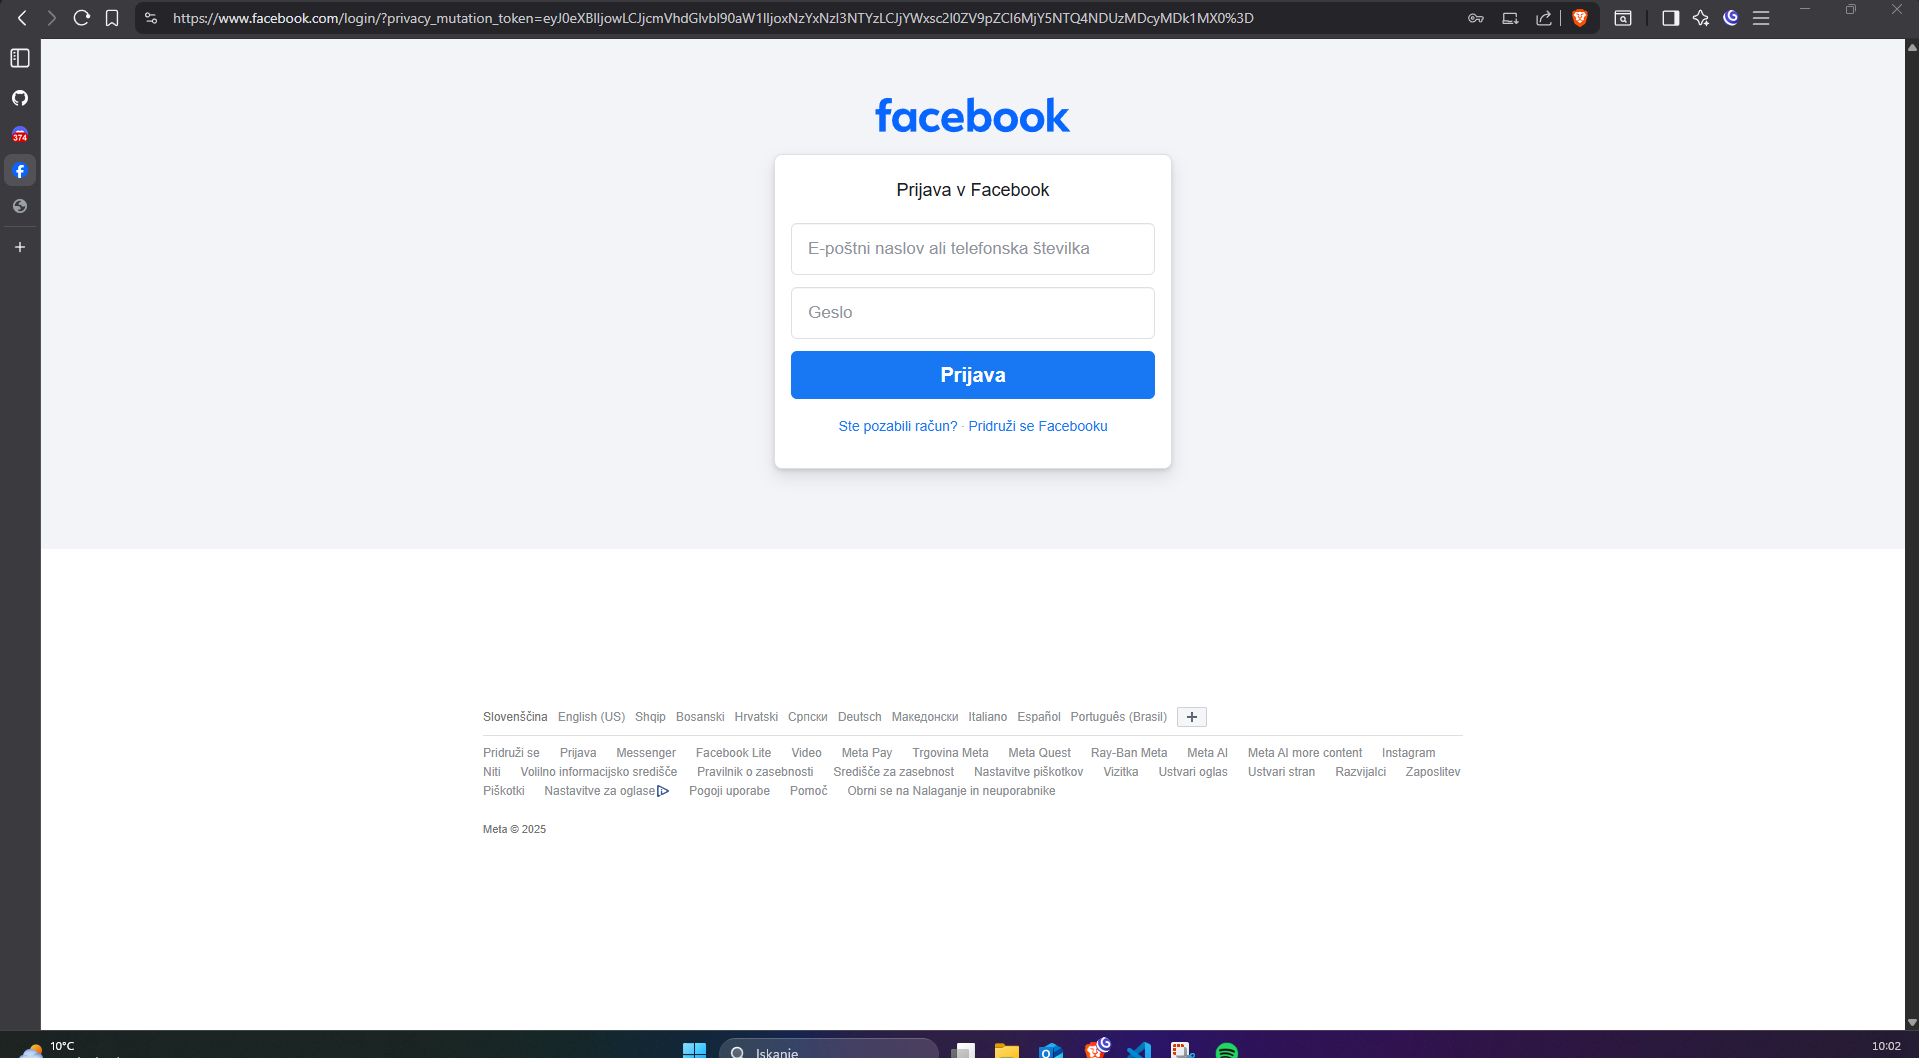 https://www.facebook.com/login/?privacy_mutation_token=eyJ0eXBlIjowLCJjcmVhdGlvbl90aW1lIjoxNzYxNzI3NTYzLCJjYWxsc2l0ZV9pZCI6MjY5NTQ4NDUzMDcyMDk1MX0%3D
374
facebook
Prijava v Facebook
E-poštni naslov ali telefonska številka
Geslo
Prijava
Ste pozabili račun? · Pridruži se Facebooku
Slovenščina English (US) Shqip Bosanski Hrvatski Српски Deutsch Македонски Italiano Español Português (Brasil)
Pridruži se Prijava Messenger Facebook Lite Video Meta Pay Trgovina Meta Meta Quest Ray-Ban Meta Meta AI Meta AI more content Instagram
Niti Volilno informacijsko središče Pravilnik o zasebnosti Središče za zasebnost Nastavitve piškotkov Vizitka Ustvari oglas Ustvari stran Razvijalci Zaposlitev
Piškotki Nastavitve za oglase Pogoji uporabe Pomoč Obrni se na Nalaganje in neuporabnike
Meta © 2025
10°C
Iskanje
10:02